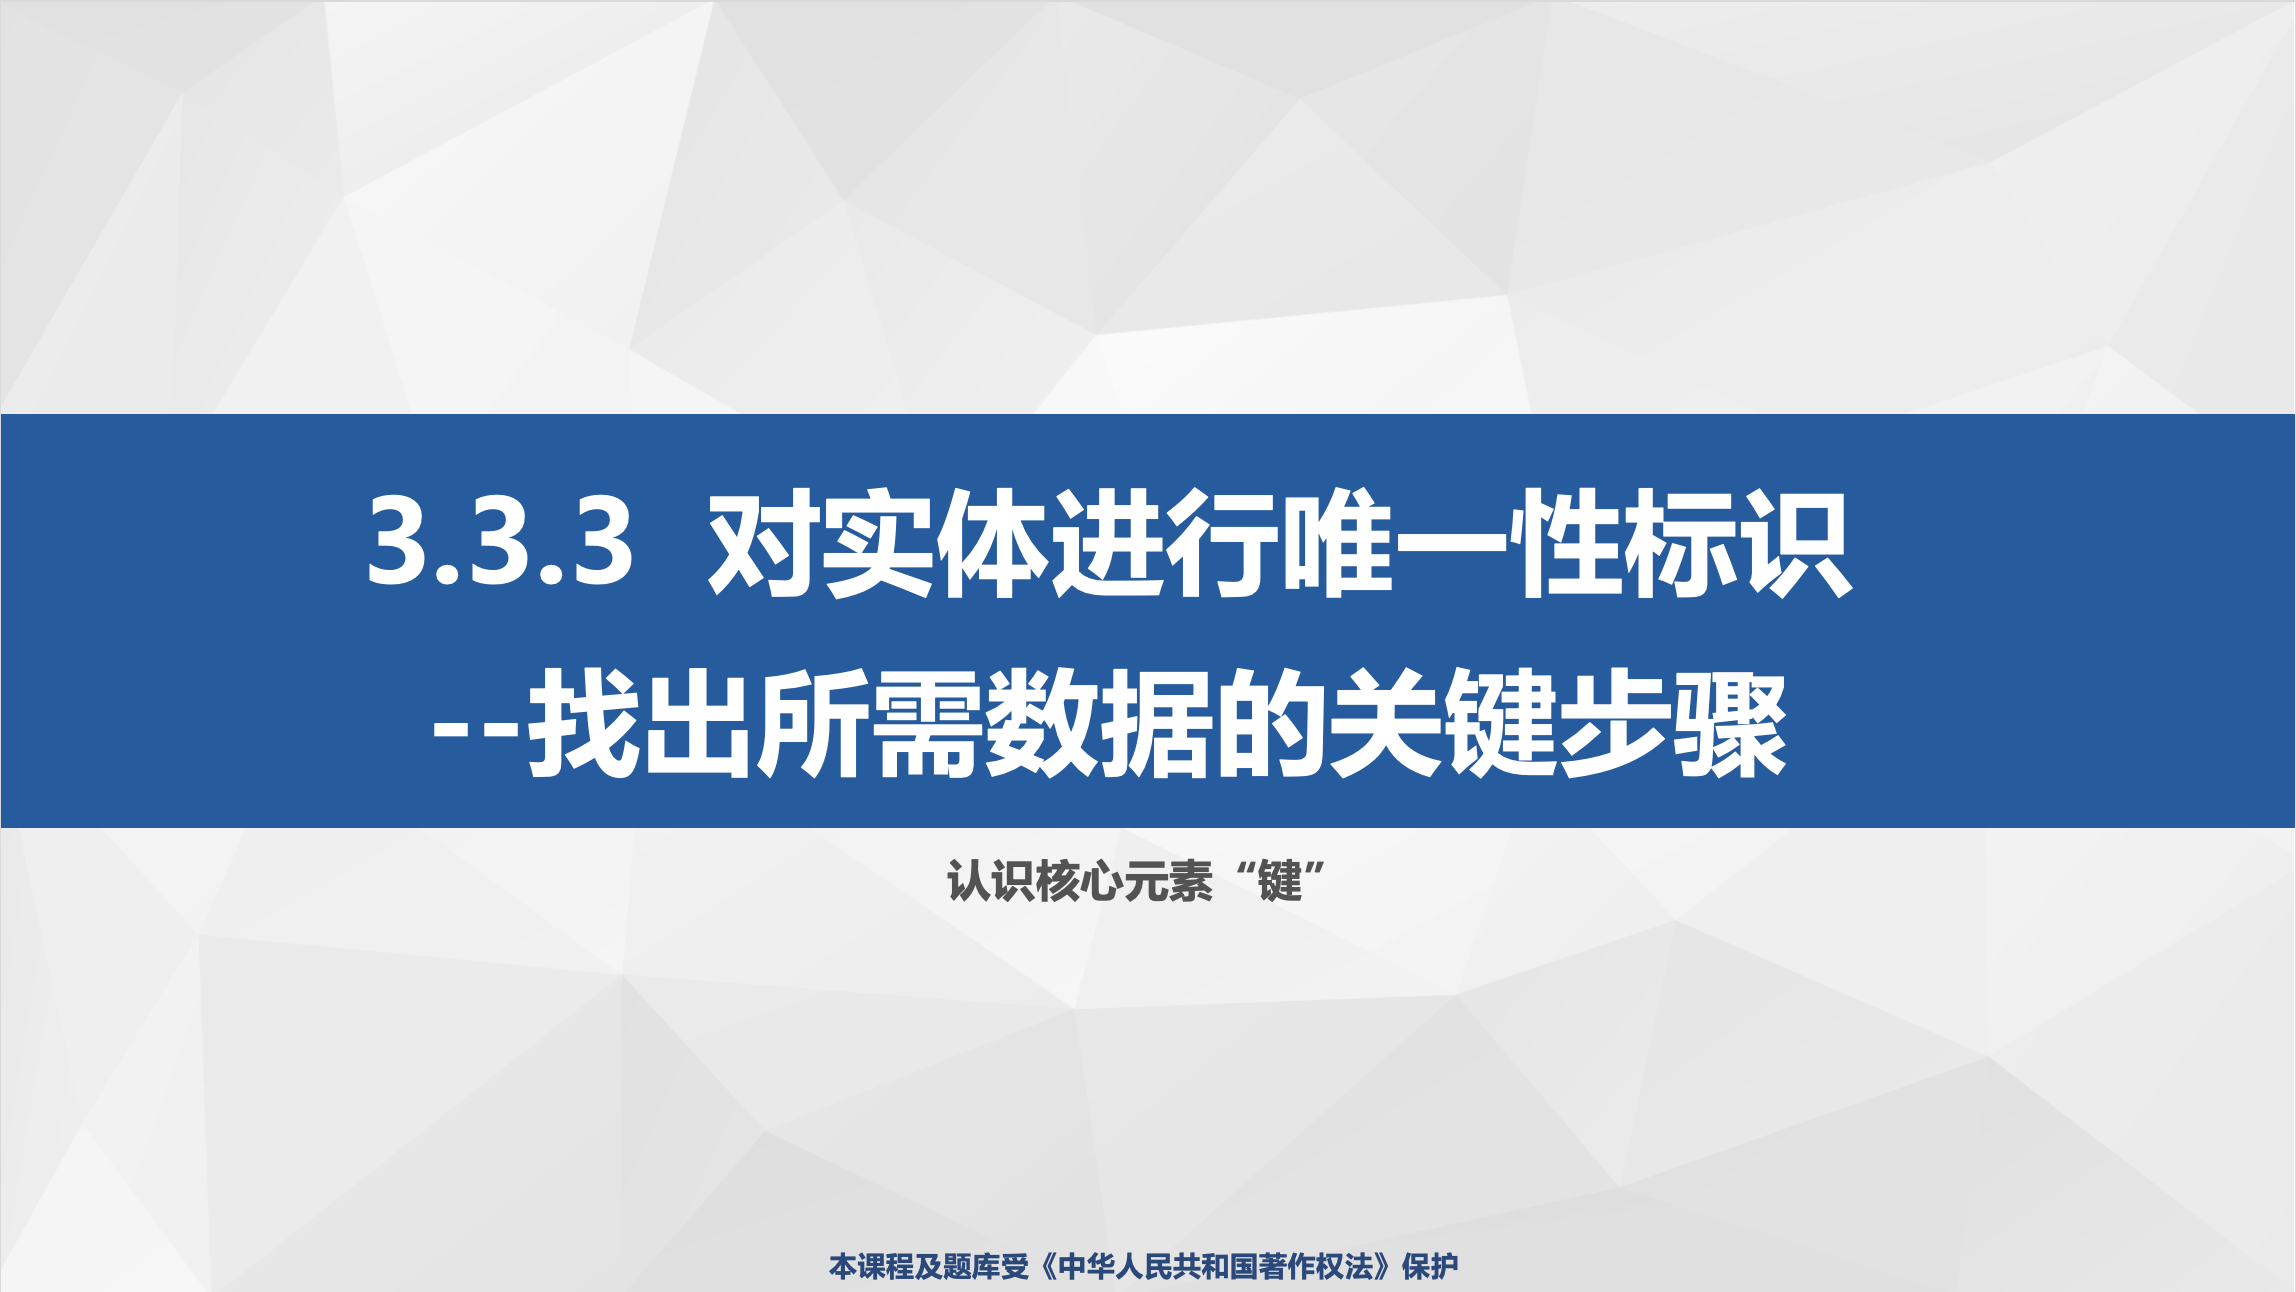 3.3.3 对实体进行唯一性标识
--找出所需数据的关键步骤
认识核心元素“键”
本课程及题库受《中华人民共和国著作权法》保护